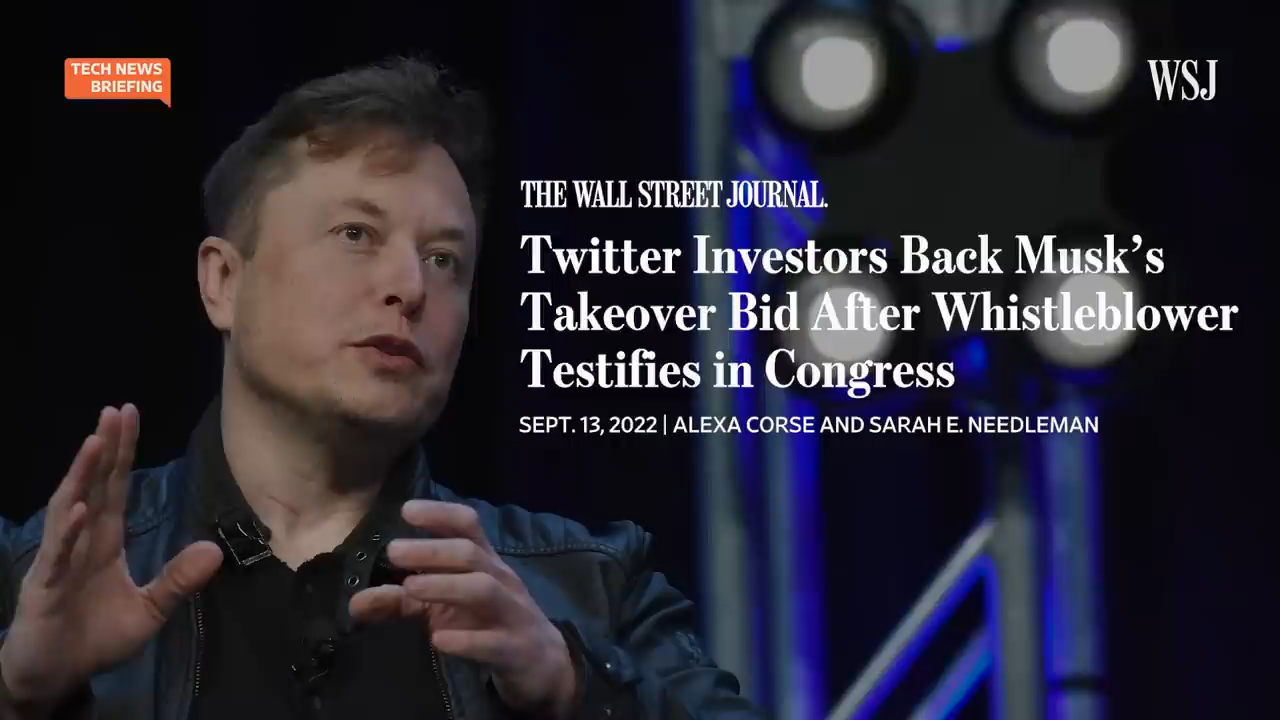 TECH NEWS
BRIEFING
WSJ
THE WALL STREET JOURNAL.
Twitter Investors Back Musk’s
Takeover Bid After Whistleblower
Testifies in Congress
SEPT. 13, 2022 | ALEXA CORSE AND SARAH E. NEEDLEMAN